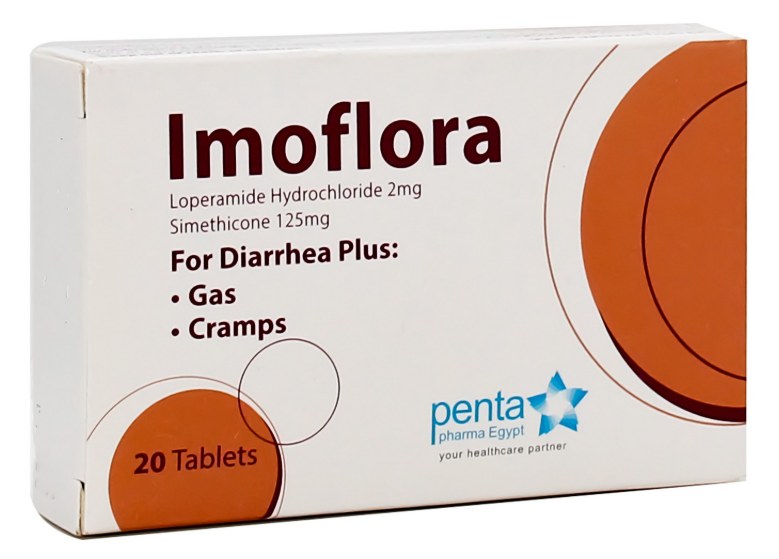 Imoflora
Loperamide Hydrochloride 2mg
Simethicone 125mg
For Diarrhea Plus:
• Gas
• Cramps
20 Tablets
penta
pharma Egypt
your healthcare partner